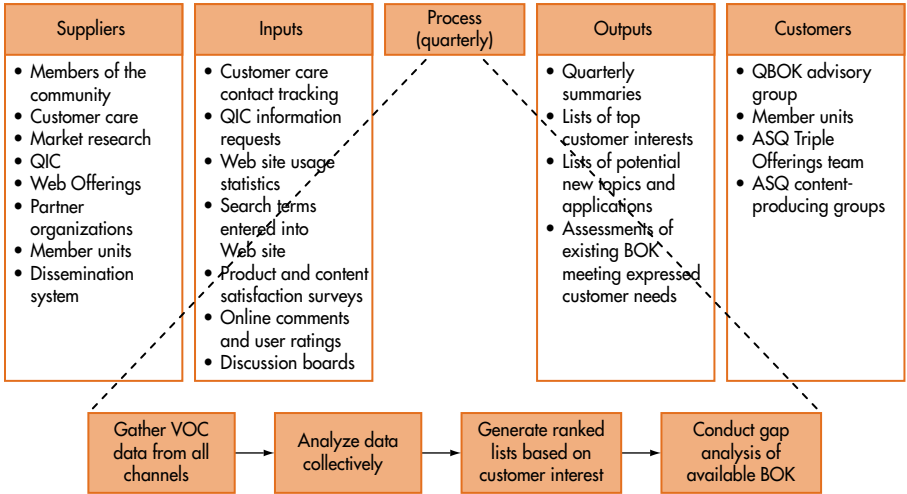 Suppliers
• Members of the
community
• Customer care
• Market research
• QIC
• Web Offerings
• Partner
organizations
• Member units
• Dissemination
system
Inputs
• Customer care
contact tracking
• QIC information
requests
• Web site usage
statistics
• Search terms
entered into
Web site
• Product and content
satisfaction surveys
• Online comments
and user ratings
• Discussion boards
Process
(quarterly)
Outputs
• Quarterly
summaries
• Lists of top
customer interests
• Lists of potential
new topics and
applications
• Assessments of
existing BOK
meeting expressed
customer needs
Customers
• QBOK advisory
group
• Member units
• ASQ Triple
Offerings team
• ASQ content-
producing groups
Gather VOC
data from all
channels
Analyze data
collectively
Generate ranked
lists based on
customer interest
Conduct gap
analysis of
available BOK